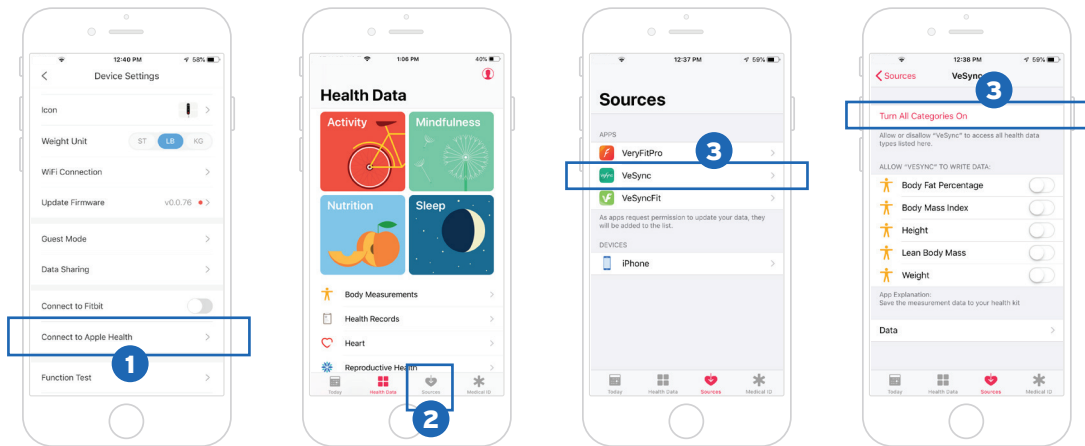 12:40 PM
58%
Device Settings
Icon
Weight Unit
ST LB KG
WiFi Connection
Update Firmware v0.0.76
Guest Mode
Data Sharing
Connect to Fitbit
Connect to Apple Health
1
Function Test
1:06 PM
40%
Health Data
Activity Mindfulness
Nutrition Sleep
Body Measurements
Health Records
Heart
Reproductive Health
Today Health Data Sources Medical ID
2
12:37 PM
59%
Sources
APPS
3
VeryFitPro
VeSync
VeSyncFit
As apps request permission to update your data, they
will be added to the list.
DEVICES
iPhone
Today Health Data Sources Medical ID
12:38 PM
59%
Sources VeSync
3
Turn All Categories On
Allow or disallow "VeSync" to access all health data
types listed here.
ALLOW "VESYNC" TO WRITE DATA:
Body Fat Percentage
Body Mass Index
Height
Lean Body Mass
Weight
App Explanation:
Save the measurement data to your health kit
Data
Today Health Data Sources Medical ID